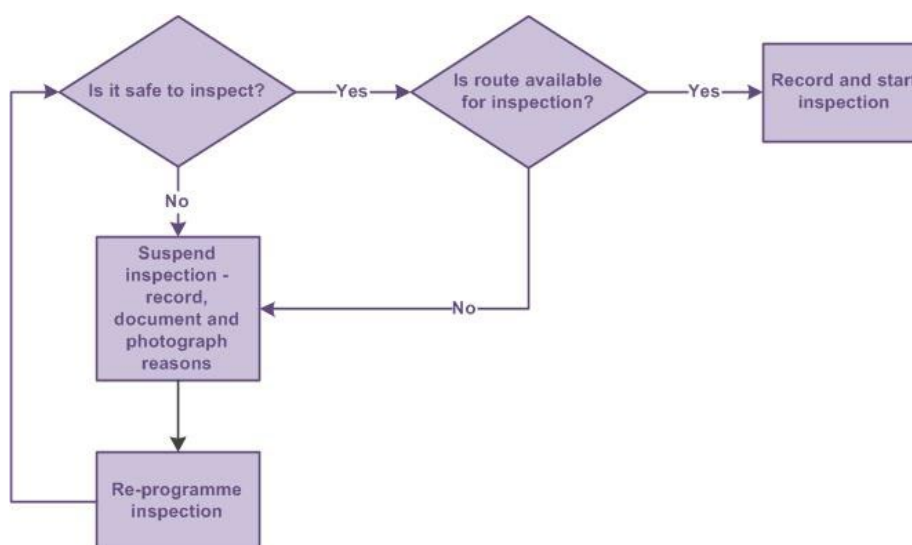 Is it safe to inspect?
Yes
Is route available
for inspection?
Yes
Record and start
inspection
No
Suspend
inspection -
record,
document and
photograph
reasons
No
Re-programme
inspection